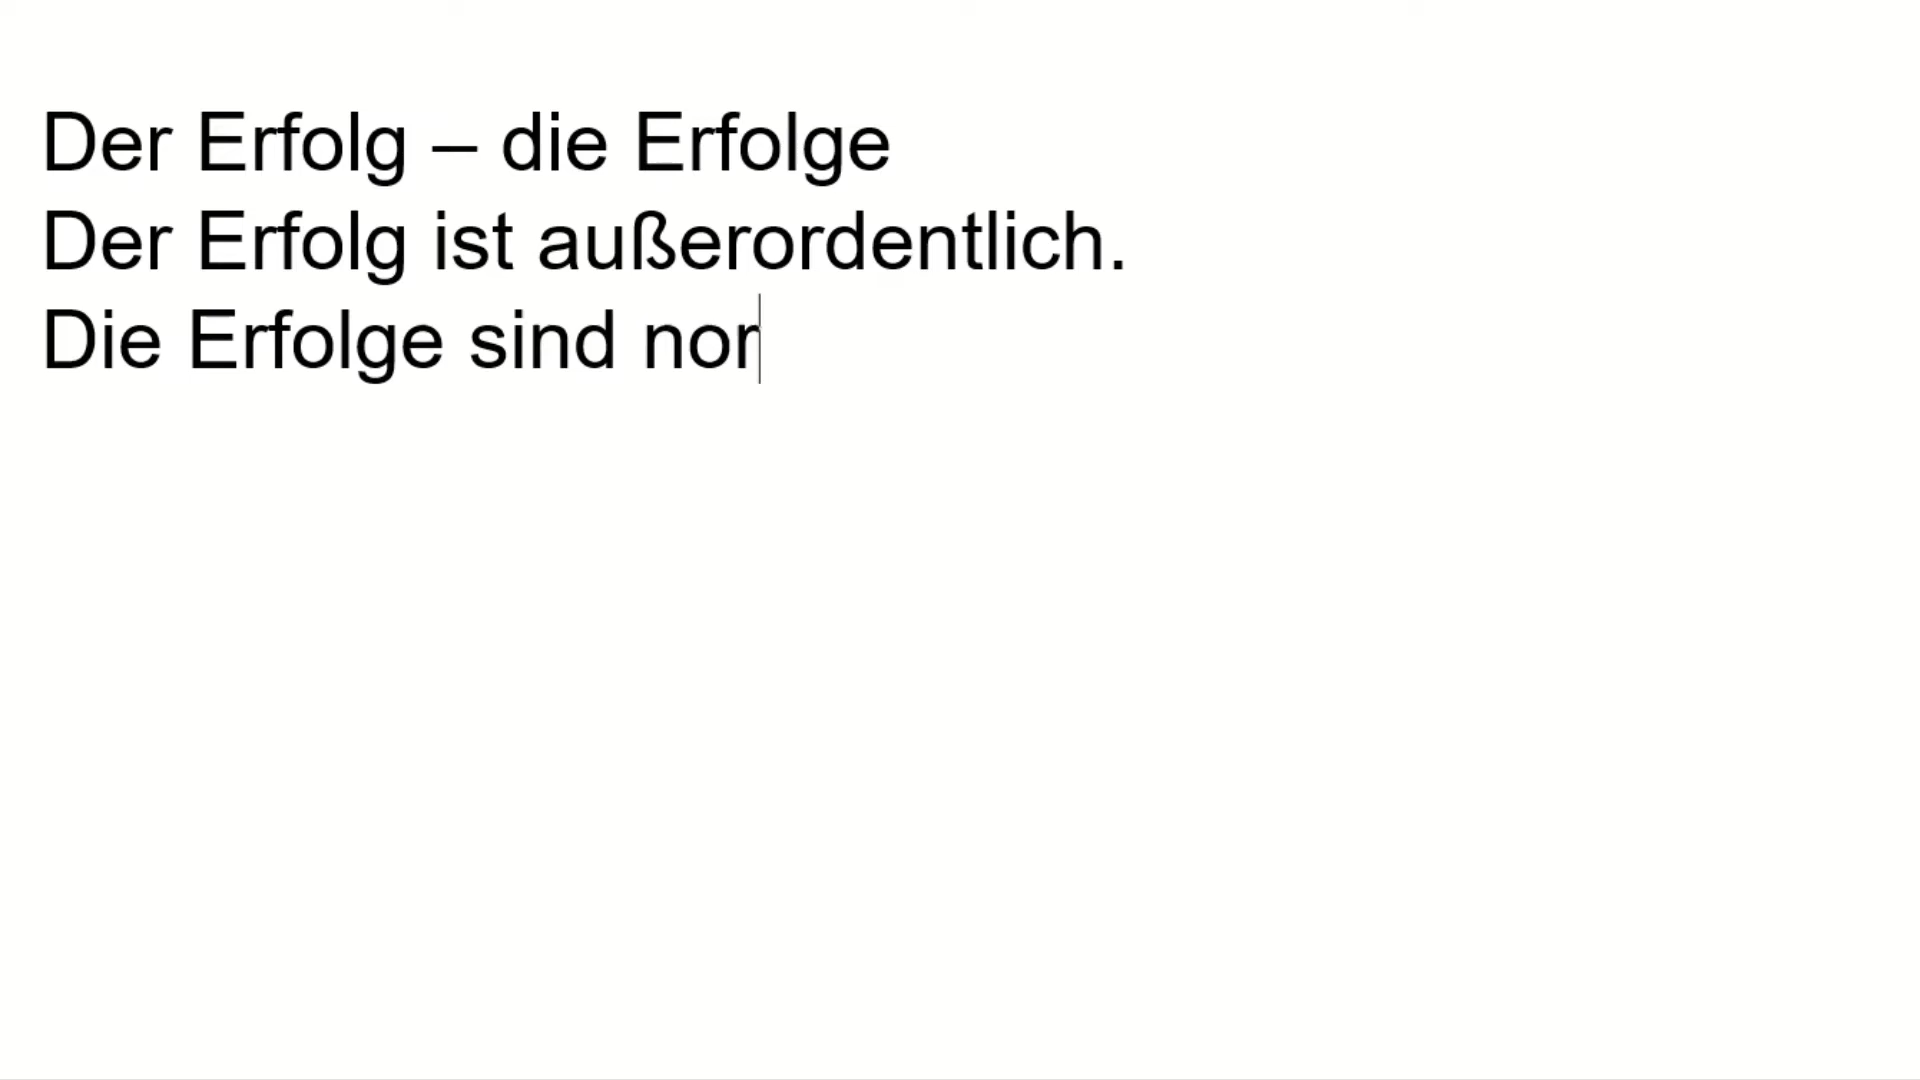 Der Erfolg – die Erfolge
Der Erfolg ist außerordentlich.
Die Erfolge sind nor